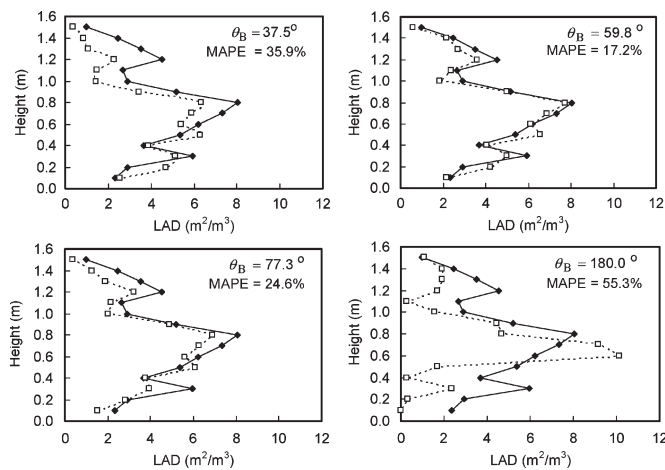 θB = 37.5 o
MAPE = 35.9%
Height (m)
1.6
1.4
1.2
1.0
0.8
0.6
0.4
0.2
0.0
0 2 4 6 8 10 12
LAD (m²/m³)
θB = 59.8 o
MAPE = 17.2%
Height (m)
1.6
1.4
1.2
1.0
0.8
0.6
0.4
0.2
0.0
0 2 4 6 8 10 12
LAD (m²/m³)
θB = 77.3 o
MAPE = 24.6%
Height (m)
1.6
1.4
1.2
1.0
0.8
0.6
0.4
0.2
0.0
0 2 4 6 8 10 12
LAD (m²/m³)
θB = 180.0 o
MAPE = 55.3%
Height (m)
1.6
1.4
1.2
1.0
0.8
0.6
0.4
0.2
0.0
0 2 4 6 8 10 12
LAD (m²/m³)